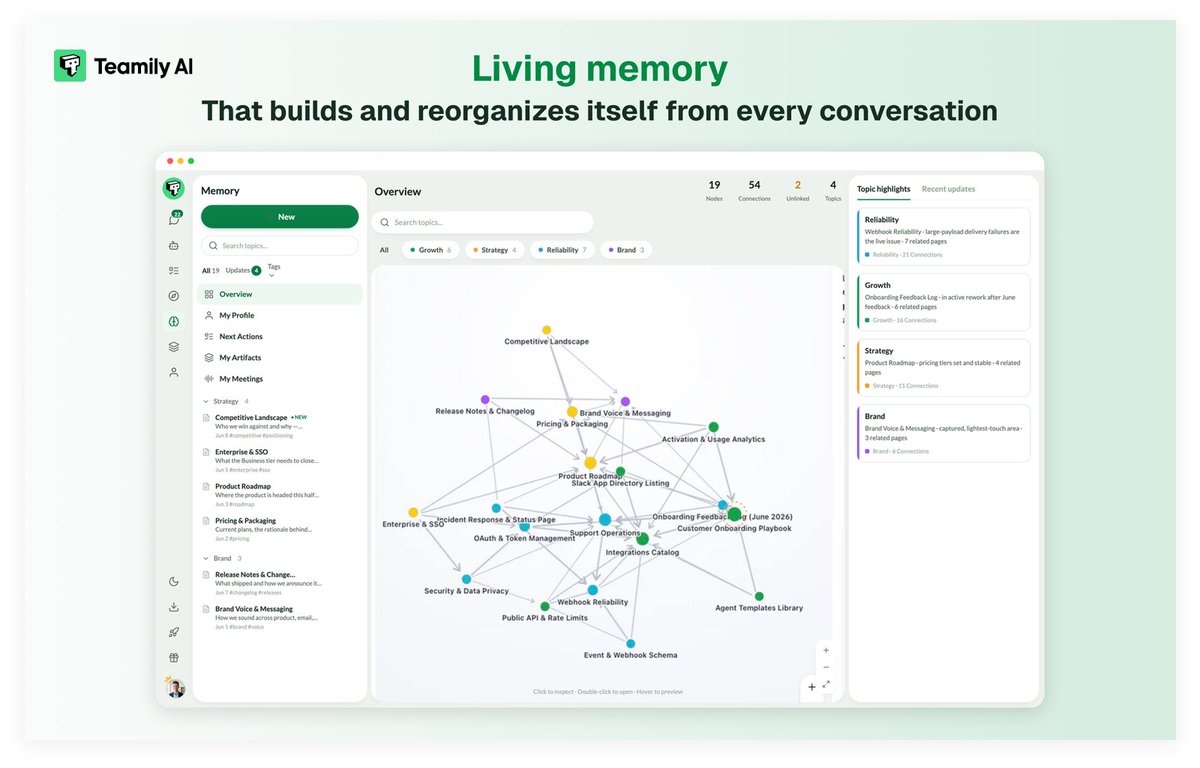 Teamily AI
Living memory
That builds and reorganizes itself from every conversation
22
Memory
New
Search topics...
All 19 Updates 4 Tags
Overview
My Profile
Next Actions
My Artifacts
My Meetings
Strategy 4
Competitive Landscape • NEW
Who we win against and why —...
Jun 8 #competitive #positioning
Enterprise & SSO
What the Business tier needs to close...
Jun 5 #enterprise #sso
Product Roadmap
Where the product is headed this half...
Jun 3 #roadmap
Pricing & Packaging
Current plans, the rationale behind...
Jun 2 #pricing
Brand 3
Release Notes & Change...
What shipped and how we announce it...
Jun 7 #changelog #releases
Brand Voice & Messaging
How we sound across product, email,...
Jun 1 #brand #voice
Overview
19
Nodes
54
Connections
2
Unlinked
4
Topics
Search topics...
All
Growth 6
Strategy 4
Reliability 7
Brand 3
Competitive Landscape
Release Notes & Changelog
Brand Voice & Messaging
Pricing & Packaging
Activation & Usage Analytics
Product Roadmap
Slack App Directory Listing
Enterprise & SSO
Incident Response & Status Page
Onboarding Feedback Log (June 2026)
Customer Onboarding Playbook
Support Operations
OAuth & Token Management
Integrations Catalog
Security & Data Privacy
Webhook Reliability
Public API & Rate Limits
Agent Templates Library
Event & Webhook Schema
Click to inspect · Double-click to open · Hover to preview
Topic highlights
Recent updates
Reliability
Webhook Reliability - large-payload delivery failures are
the live issue · 7 related pages
Reliability · 21 Connections
Growth
Onboarding Feedback Log - in active rework after June
feedback · 6 related pages
Growth · 16 Connections
Strategy
Product Roadmap - pricing tiers set and stable · 4 related
pages
Strategy · 11 Connections
Brand
Brand Voice & Messaging - captured, lightest-touch area ·
3 related pages
Brand · 6 Connections